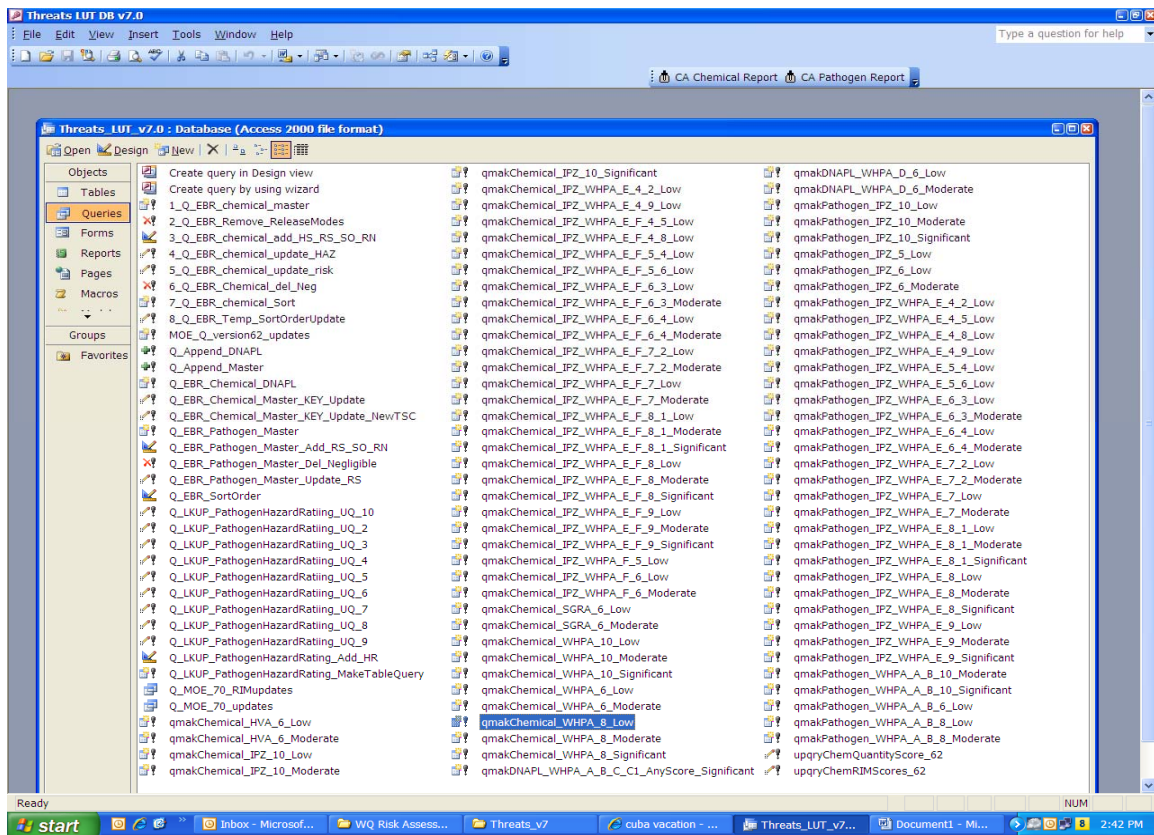 Threats LUT DB v7.0
File Edit View Insert Tools Window Help
Type a question for help
CA Chemical Report CA Pathogen Report
Threats_LUT_v7.0 : Database (Access 2000 file format)
Open Design New
Objects
Tables
Queries
Forms
Reports
Pages
Macros
Groups
Favorites
Create query in Design view
Create query by using wizard
1_Q_EBR_chemical_master
2_Q_EBR_Remove_ReleaseModes
3_Q_EBR_chemical_add_HS_RS_SO_RN
4_Q_EBR_chemical_update_HAZ
5_Q_EBR_chemical_update_risk
6_Q_EBR_Chemical_del_Neg
7_Q_EBR_chemical_Sort
8_Q_EBR_Temp_SortOrderUpdate
MOE_Q_version62_updates
Q_Append_DNAPL
Q_Append_Master
Q_EBR_Chemical_DNAPL
Q_EBR_Chemical_Master_KEY_Update
Q_EBR_Chemical_Master_KEY_Update_NewTSC
Q_EBR_Pathogen_Master
Q_EBR_Pathogen_Master_Add_RS_SO_RN
Q_EBR_Pathogen_Master_Del_Negligible
Q_EBR_Pathogen_Master_Update_RS
Q_EBR_SortOrder
Q_LKUP_PathogenHazardRatiing_UQ_10
Q_LKUP_PathogenHazardRatiing_UQ_2
Q_LKUP_PathogenHazardRatiing_UQ_3
Q_LKUP_PathogenHazardRatiing_UQ_4
Q_LKUP_PathogenHazardRatiing_UQ_5
Q_LKUP_PathogenHazardRatiing_UQ_6
Q_LKUP_PathogenHazardRatiing_UQ_7
Q_LKUP_PathogenHazardRatiing_UQ_8
Q_LKUP_PathogenHazardRatiing_UQ_9
Q_LKUP_PathogenHazardRating_Add_HR
Q_LKUP_PathogenHazardRating_MakeTableQuery
Q_MOE_70_RIMupdates
Q_MOE_70_updates
qmakChemical_HVA_6_Low
qmakChemical_HVA_6_Moderate
qmakChemical_IPZ_10_Low
qmakChemical_IPZ_10_Moderate
qmakChemical_IPZ_10_Significant
qmakChemical_IPZ_WHPA_E_4_2_Low
qmakChemical_IPZ_WHPA_E_4_9_Low
qmakChemical_IPZ_WHPA_E_F_4_5_Low
qmakChemical_IPZ_WHPA_E_F_4_8_Low
qmakChemical_IPZ_WHPA_E_F_5_4_Low
qmakChemical_IPZ_WHPA_E_F_5_6_Low
qmakChemical_IPZ_WHPA_E_F_6_3_Low
qmakChemical_IPZ_WHPA_E_F_6_3_Moderate
qmakChemical_IPZ_WHPA_E_F_6_4_Low
qmakChemical_IPZ_WHPA_E_F_6_4_Moderate
qmakChemical_IPZ_WHPA_E_F_7_2_Low
qmakChemical_IPZ_WHPA_E_F_7_2_Moderate
qmakChemical_IPZ_WHPA_E_F_7_Low
qmakChemical_IPZ_WHPA_E_F_7_Moderate
qmakChemical_IPZ_WHPA_E_F_8_1_Low
qmakChemical_IPZ_WHPA_E_F_8_1_Moderate
qmakChemical_IPZ_WHPA_E_F_8_1_Significant
qmakChemical_IPZ_WHPA_E_F_8_Low
qmakChemical_IPZ_WHPA_E_F_8_Moderate
qmakChemical_IPZ_WHPA_E_F_8_Significant
qmakChemical_IPZ_WHPA_E_F_9_Low
qmakChemical_IPZ_WHPA_E_F_9_Moderate
qmakChemical_IPZ_WHPA_E_F_9_Significant
qmakChemical_IPZ_WHPA_F_5_Low
qmakChemical_IPZ_WHPA_F_6_Low
qmakChemical_IPZ_WHPA_F_6_Moderate
qmakChemical_SGRA_6_Low
qmakChemical_SGRA_6_Moderate
qmakChemical_WHPA_10_Low
qmakChemical_WHPA_10_Moderate
qmakChemical_WHPA_10_Significant
qmakChemical_WHPA_6_Low
qmakChemical_WHPA_6_Moderate
qmakChemical_WHPA_8_Low
qmakChemical_WHPA_8_Moderate
qmakChemical_WHPA_8_Significant
qmakDNAPL_WHPA_A_B_C_C1_AnyScore_Significant
qmakDNAPL_WHPA_D_6_Low
qmakDNAPL_WHPA_D_6_Moderate
qmakPathogen_IPZ_10_Low
qmakPathogen_IPZ_10_Moderate
qmakPathogen_IPZ_10_Significant
qmakPathogen_IPZ_5_Low
qmakPathogen_IPZ_6_Low
qmakPathogen_IPZ_6_Moderate
qmakPathogen_IPZ_WHPA_E_4_2_Low
qmakPathogen_IPZ_WHPA_E_4_5_Low
qmakPathogen_IPZ_WHPA_E_4_8_Low
qmakPathogen_IPZ_WHPA_E_4_9_Low
qmakPathogen_IPZ_WHPA_E_5_4_Low
qmakPathogen_IPZ_WHPA_E_5_6_Low
qmakPathogen_IPZ_WHPA_E_6_3_Low
qmakPathogen_IPZ_WHPA_E_6_3_Moderate
qmakPathogen_IPZ_WHPA_E_6_4_Low
qmakPathogen_IPZ_WHPA_E_6_4_Moderate
qmakPathogen_IPZ_WHPA_E_7_2_Low
qmakPathogen_IPZ_WHPA_E_7_2_Moderate
qmakPathogen_IPZ_WHPA_E_7_Low
qmakPathogen_IPZ_WHPA_E_7_Moderate
qmakPathogen_IPZ_WHPA_E_8_1_Low
qmakPathogen_IPZ_WHPA_E_8_1_Moderate
qmakPathogen_IPZ_WHPA_E_8_1_Significant
qmakPathogen_IPZ_WHPA_E_8_Low
qmakPathogen_IPZ_WHPA_E_8_Moderate
qmakPathogen_IPZ_WHPA_E_8_Significant
qmakPathogen_IPZ_WHPA_E_9_Low
qmakPathogen_IPZ_WHPA_E_9_Moderate
qmakPathogen_IPZ_WHPA_E_9_Significant
qmakPathogen_WHPA_A_B_10_Moderate
qmakPathogen_WHPA_A_B_10_Significant
qmakPathogen_WHPA_A_B_6_Low
qmakPathogen_WHPA_A_B_8_Low
qmakPathogen_WHPA_A_B_8_Moderate
upqryChemQuantityScore_62
upqryChemRIMScores_62
Ready
NUM
start Inbox - Microsof... WQ Risk Assess... Threats_v7 cuba vacation - ... Threats_LUT_v7... Document1 - Mi... 8 2:42 PM